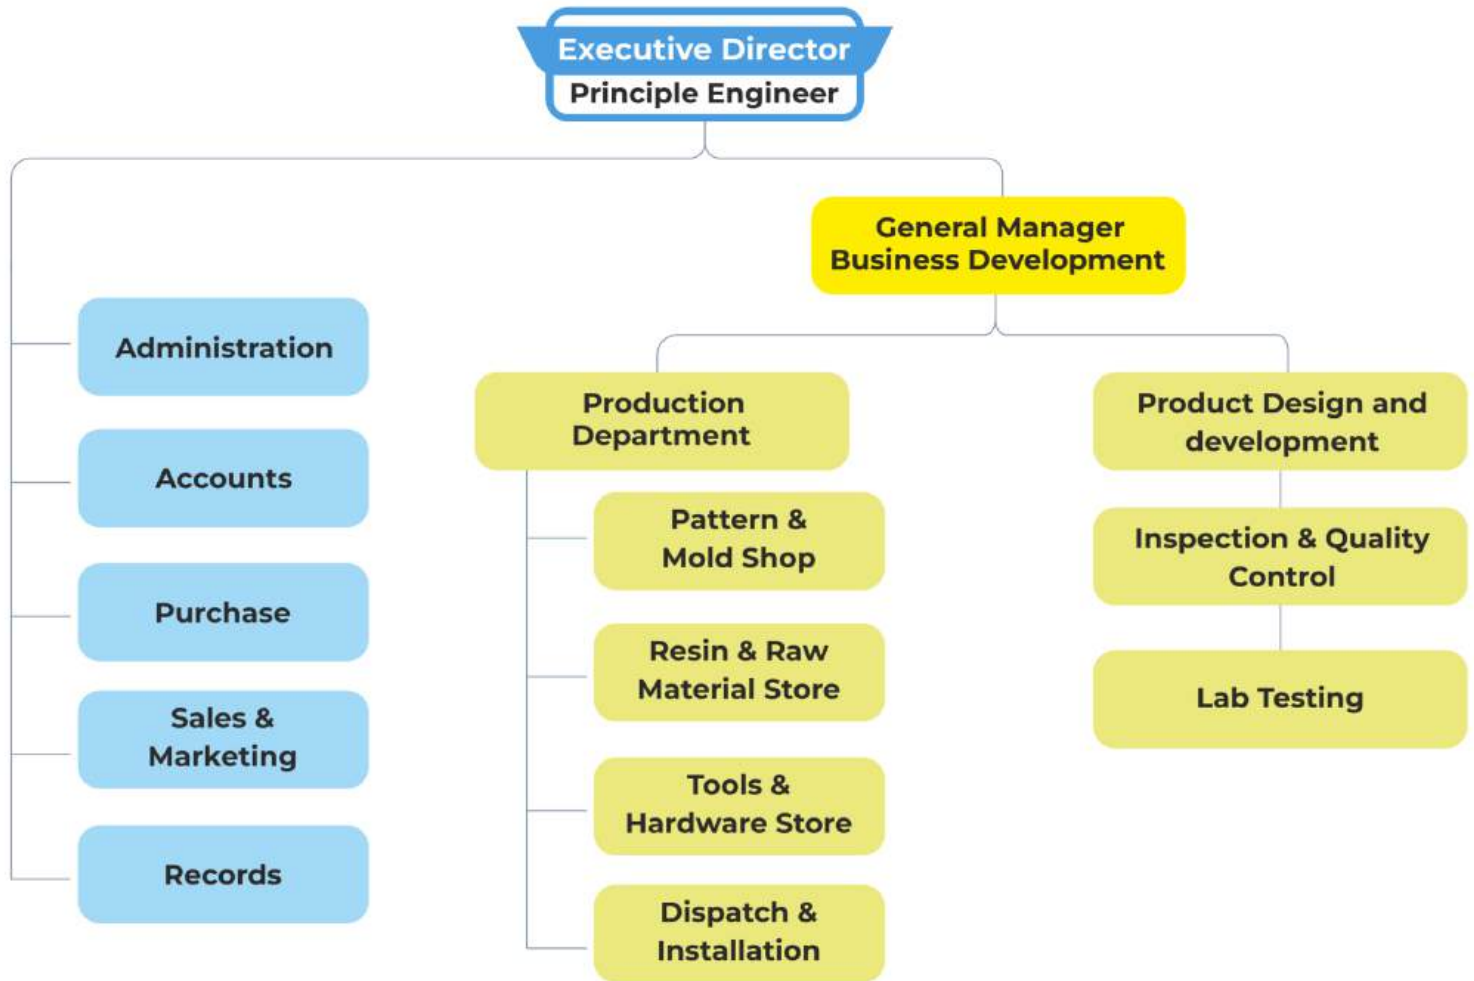 Executive Director
Principle Engineer
General Manager
Business Development
Administration
Accounts
Purchase
Sales &
Marketing
Records
Production
Department
Pattern &
Mold Shop
Resin & Raw
Material Store
Tools &
Hardware Store
Dispatch &
Installation
Product Design and
development
Inspection & Quality
Control
Lab Testing